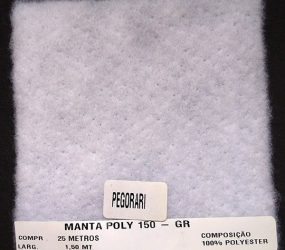 PEGORARI
MANTA POLY 150 – GR
COMPR 25 METROS COMPOSIÇÃO
LARG. 1,50 MT 100% POLYESTER